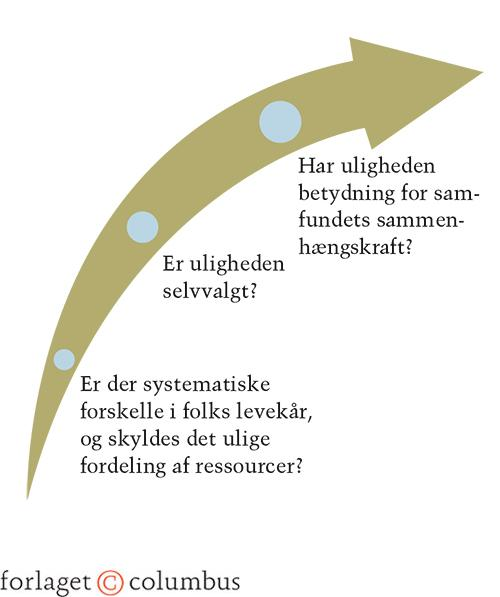 Har uligheden
betydning for sam-
fundets sammen-
hængskraft?
Er uligheden
selvvalgt?
Er der systematiske
forskelle i folks levekår,
og skyldes det ulige
fordeling af ressourcer?
forlaget © columbus